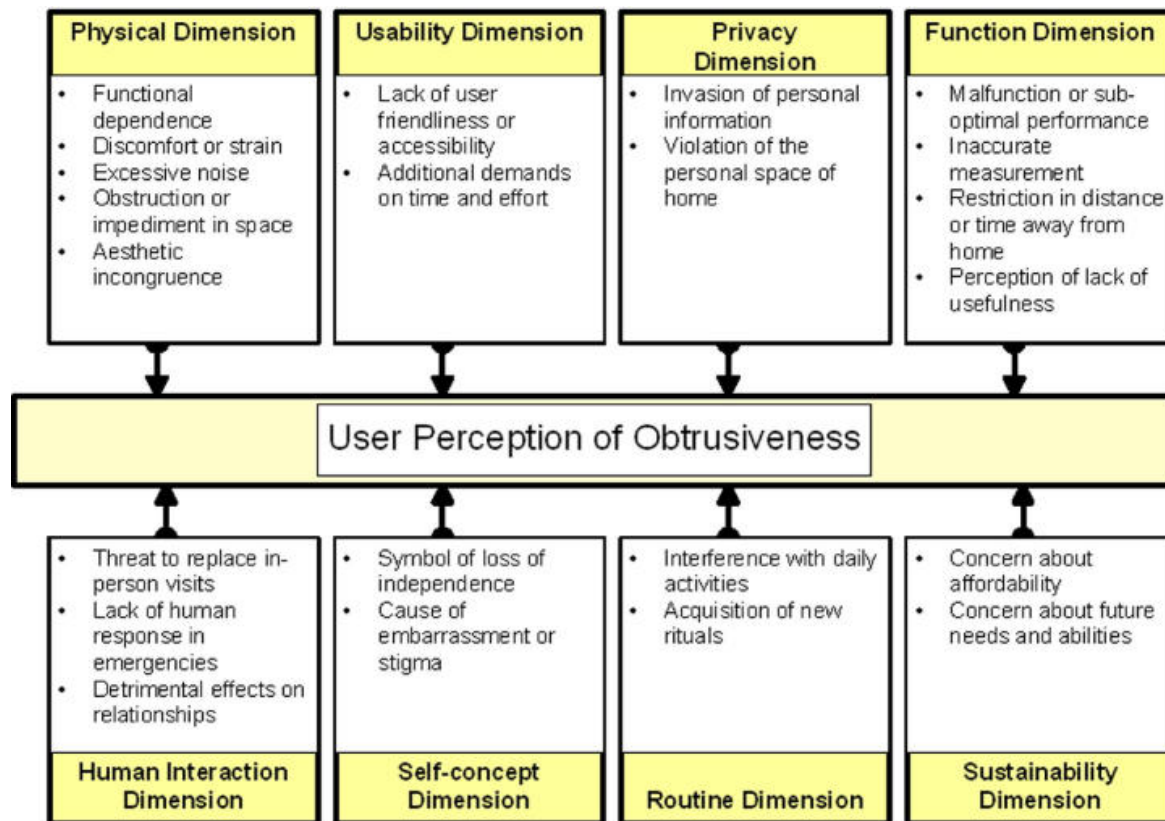 Physical Dimension
• Functional
dependence
• Discomfort or strain
• Excessive noise
• Obstruction or
impediment in space
• Aesthetic
incongruence
Usability Dimension
• Lack of user
friendliness or
accessibility
• Additional demands
on time and effort
Privacy
Dimension
• Invasion of personal
information
• Violation of the
personal space of
home
Function Dimension
• Malfunction or sub-
optimal performance
• Inaccurate
measurement
• Restriction in distance
or time away from
home
• Perception of lack of
usefulness
User Perception of Obtrusiveness
• Threat to replace in-
person visits
• Lack of human
response in
emergencies
• Detrimental effects on
relationships
Human Interaction
Dimension
• Symbol of loss of
independence
• Cause of
embarrassment or
stigma
Self-concept
Dimension
• Interference with daily
activities
• Acquisition of new
rituals
Routine Dimension
• Concern about
affordability
• Concern about future
needs and abilities
Sustainability
Dimension